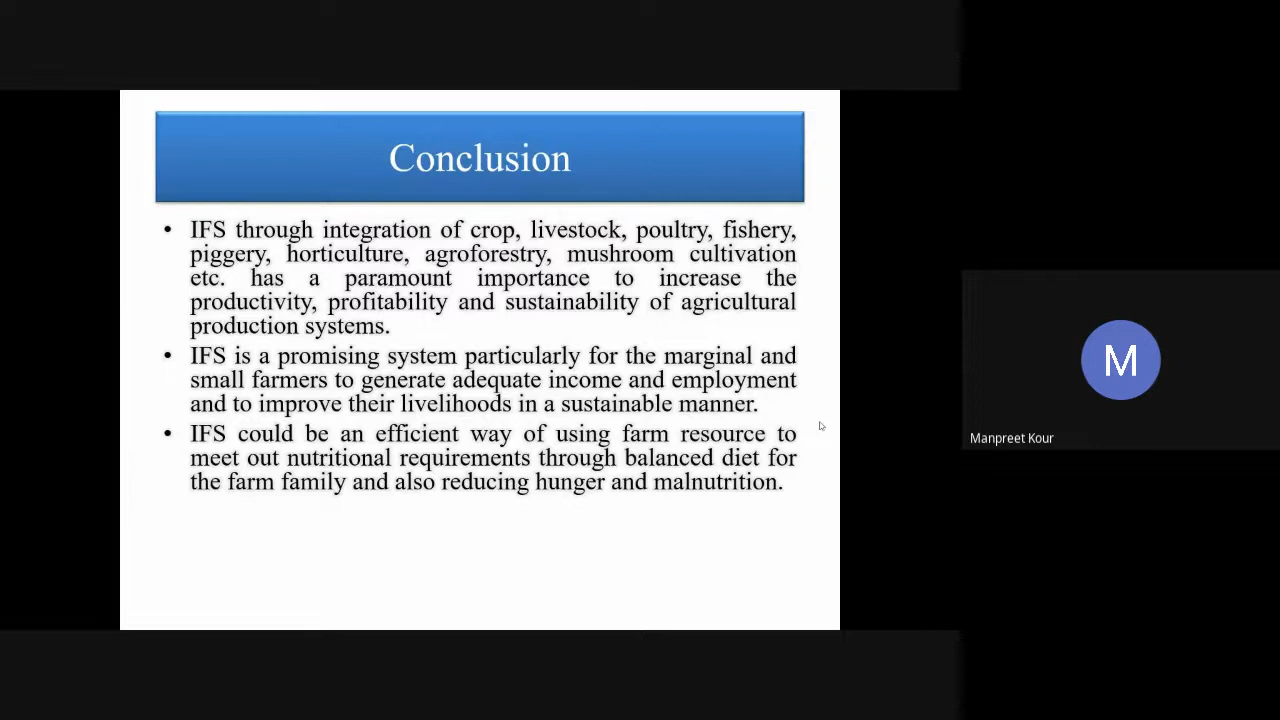 Conclusion
• IFS through integration of crop, livestock, poultry, fishery,
piggery, horticulture, agroforestry, mushroom cultivation
etc. has a paramount importance to increase the
productivity, profitability and sustainability of agricultural
production systems.
• IFS is a promising system particularly for the marginal and
small farmers to generate adequate income and employment
and to improve their livelihoods in a sustainable manner.
• IFS could be an efficient way of using farm resource to
meet out nutritional requirements through balanced diet for
the farm family and also reducing hunger and malnutrition.
M
Manpreet Kour